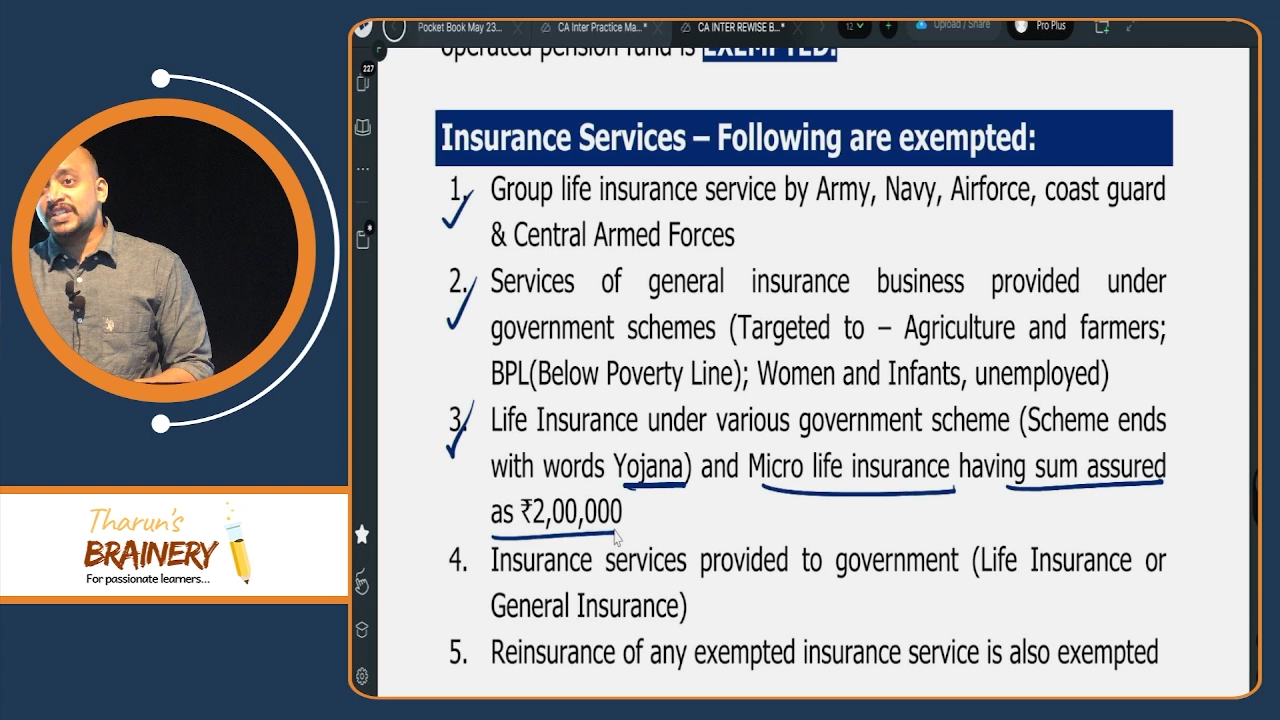 Pocket Book May 23...
CA Inter Practice Ma...*
CA INTER REWISE B...*
12
Upload / Share
Pro Plus
227
operated pension fund is EXEMPTED.
Insurance Services – Following are exempted:
1. Group life insurance service by Army, Navy, Airforce, coast guard
& Central Armed Forces
2. Services of general insurance business provided under
government schemes (Targeted to – Agriculture and farmers;
BPL(Below Poverty Line); Women and Infants, unemployed)
3. Life Insurance under various government scheme (Scheme ends
with words Yojana) and Micro life insurance having sum assured
as ₹2,00,000
4. Insurance services provided to government (Life Insurance or
General Insurance)
5. Reinsurance of any exempted insurance service is also exempted
Tharun's
BRAINERY
For passionate learners...